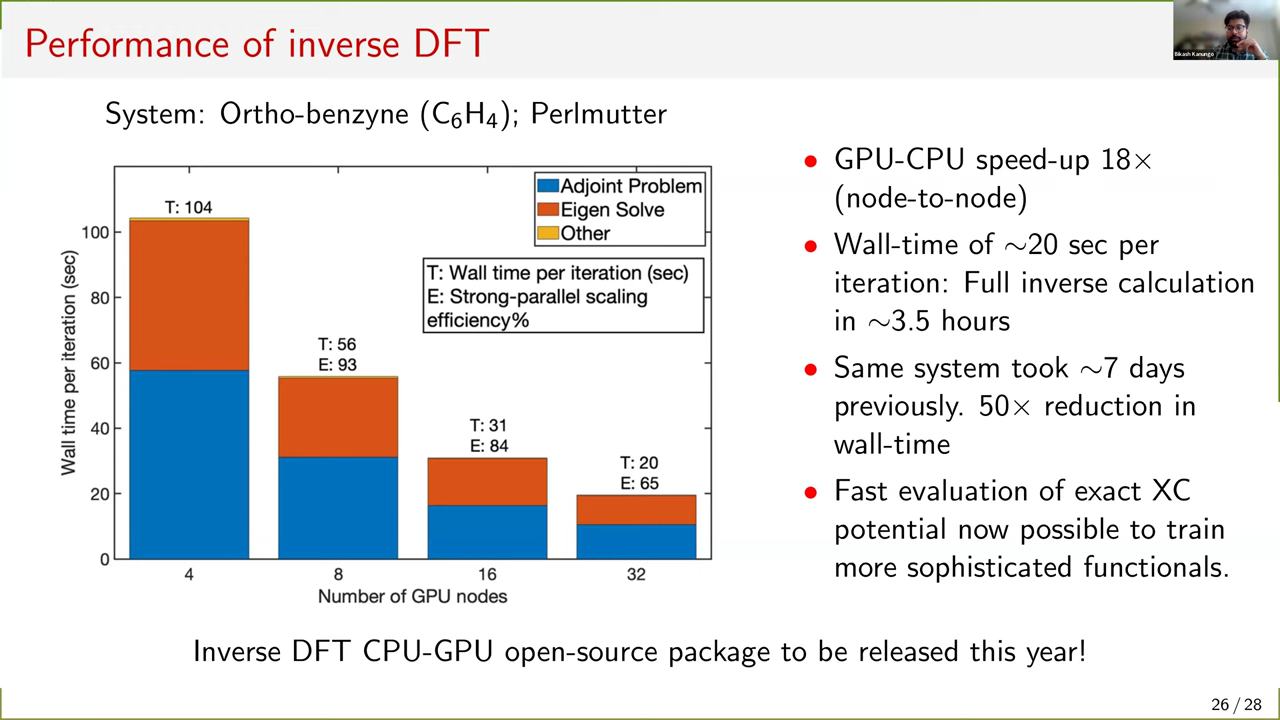 Performance of inverse DFT
Bikash Kanungo
System: Ortho-benzyne (C₆H₄); Perlmutter
Adjoint Problem
Eigen Solve
Other
T: Wall time per iteration (sec)
E: Strong-parallel scaling
efficiency%
T: 104
T: 56
E: 93
T: 31
E: 84
T: 20
E: 65
Wall time per iteration (sec)
100
80
60
40
20
0
4 8 16 32
Number of GPU nodes
• GPU-CPU speed-up 18×
(node-to-node)
• Wall-time of ∼20 sec per
iteration: Full inverse calculation
in ∼3.5 hours
• Same system took ∼7 days
previously. 50× reduction in
wall-time
• Fast evaluation of exact XC
potential now possible to train
more sophisticated functionals.
Inverse DFT CPU-GPU open-source package to be released this year!
26 / 28